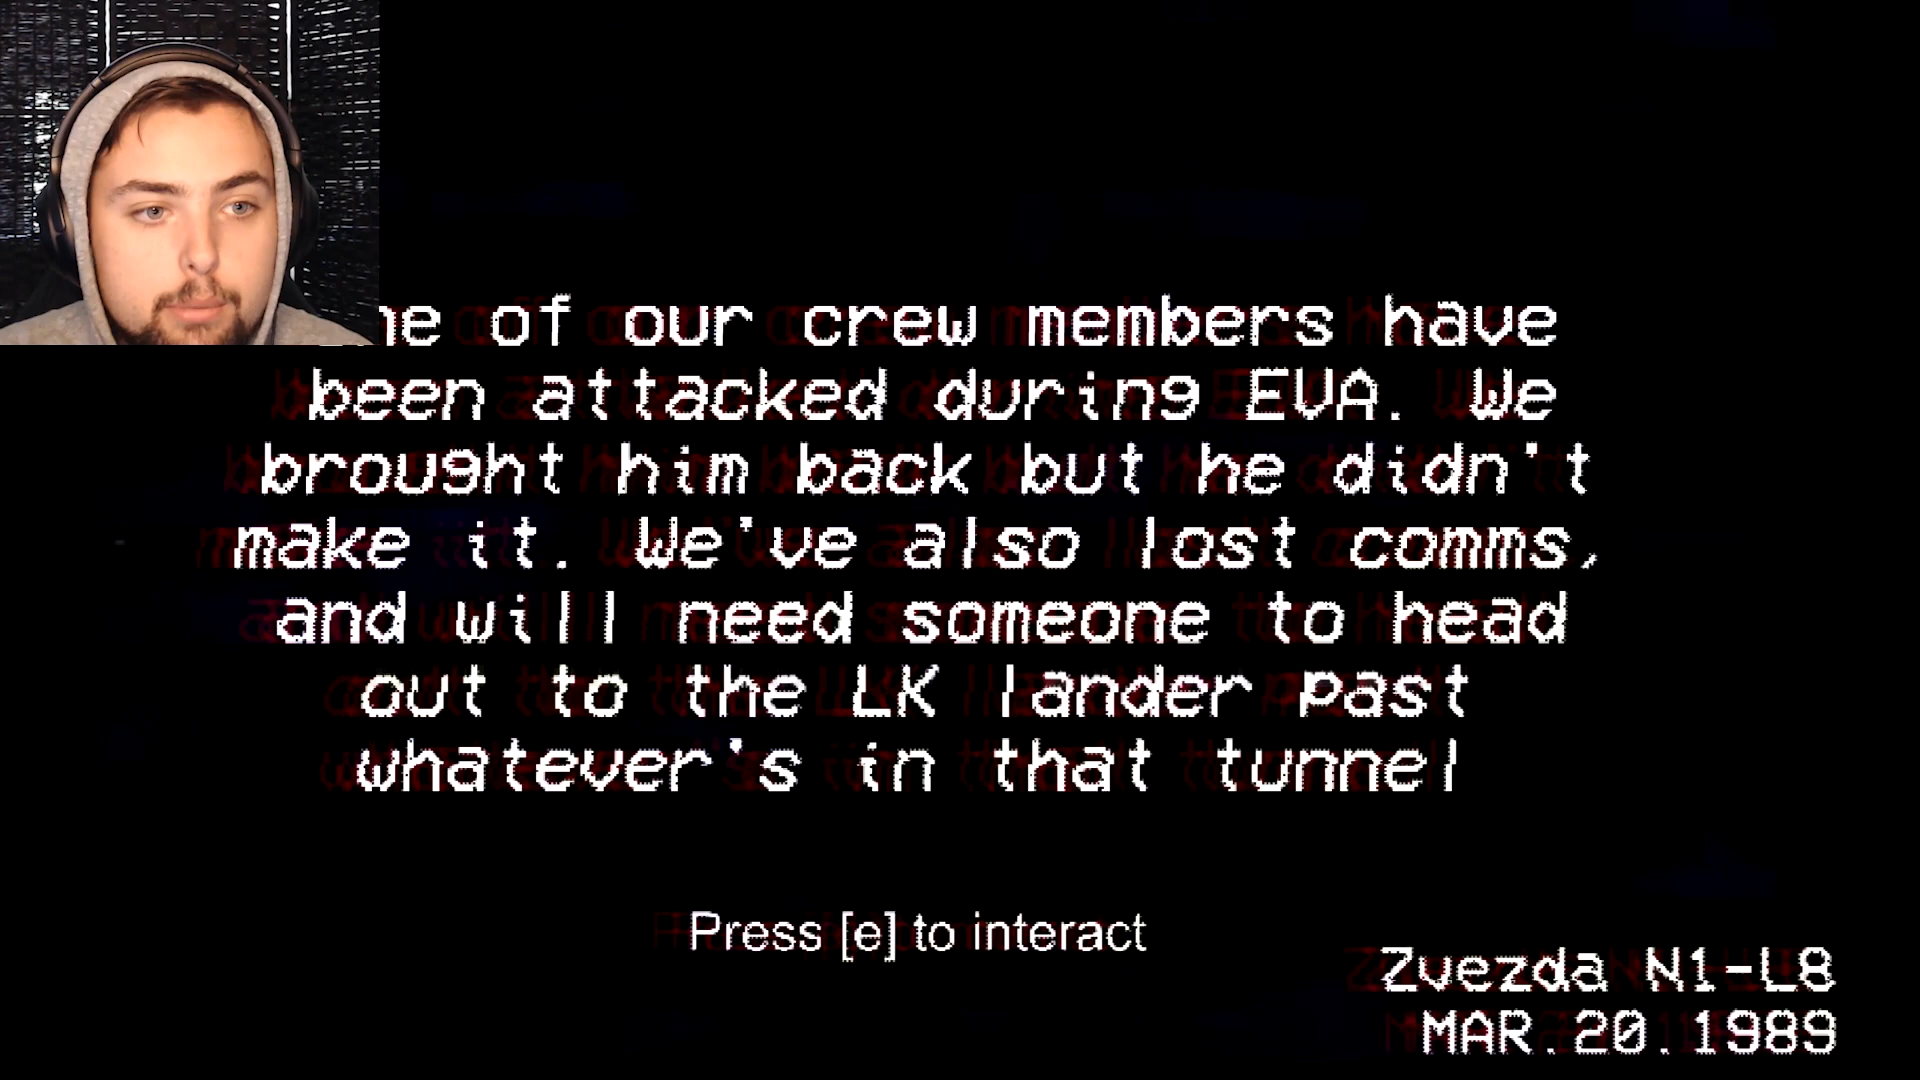 of our crew members have
been attacked during EVA. We
brought him back but he didn't
make it. We've also lost comms,
and will need someone to head
out to the LK lander past
whatever's in that tunnel
Press [e] to interact
Zvezda N1-L8
MAR.20.1989